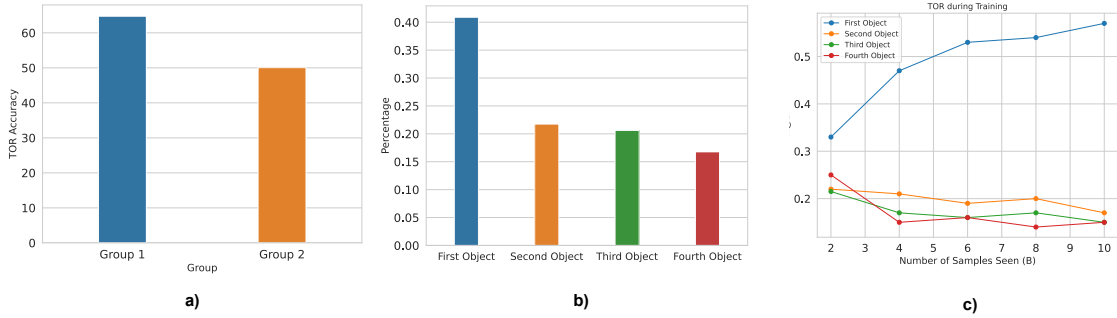 TOR Accuracy
60
50
40
30
20
10
0
Group 1
Group 2
Group
a)
Percentage
0.40
0.35
0.30
0.25
0.20
0.15
0.10
0.05
0.00
First Object
Second Object
Third Object
Fourth Object
b)
TOR during Training
First Object
Second Object
Third Object
Fourth Object
0.5
0.4
0.3
0.2
2 3 4 5 6 7 8 9 10
Number of Samples Seen (B)
c)